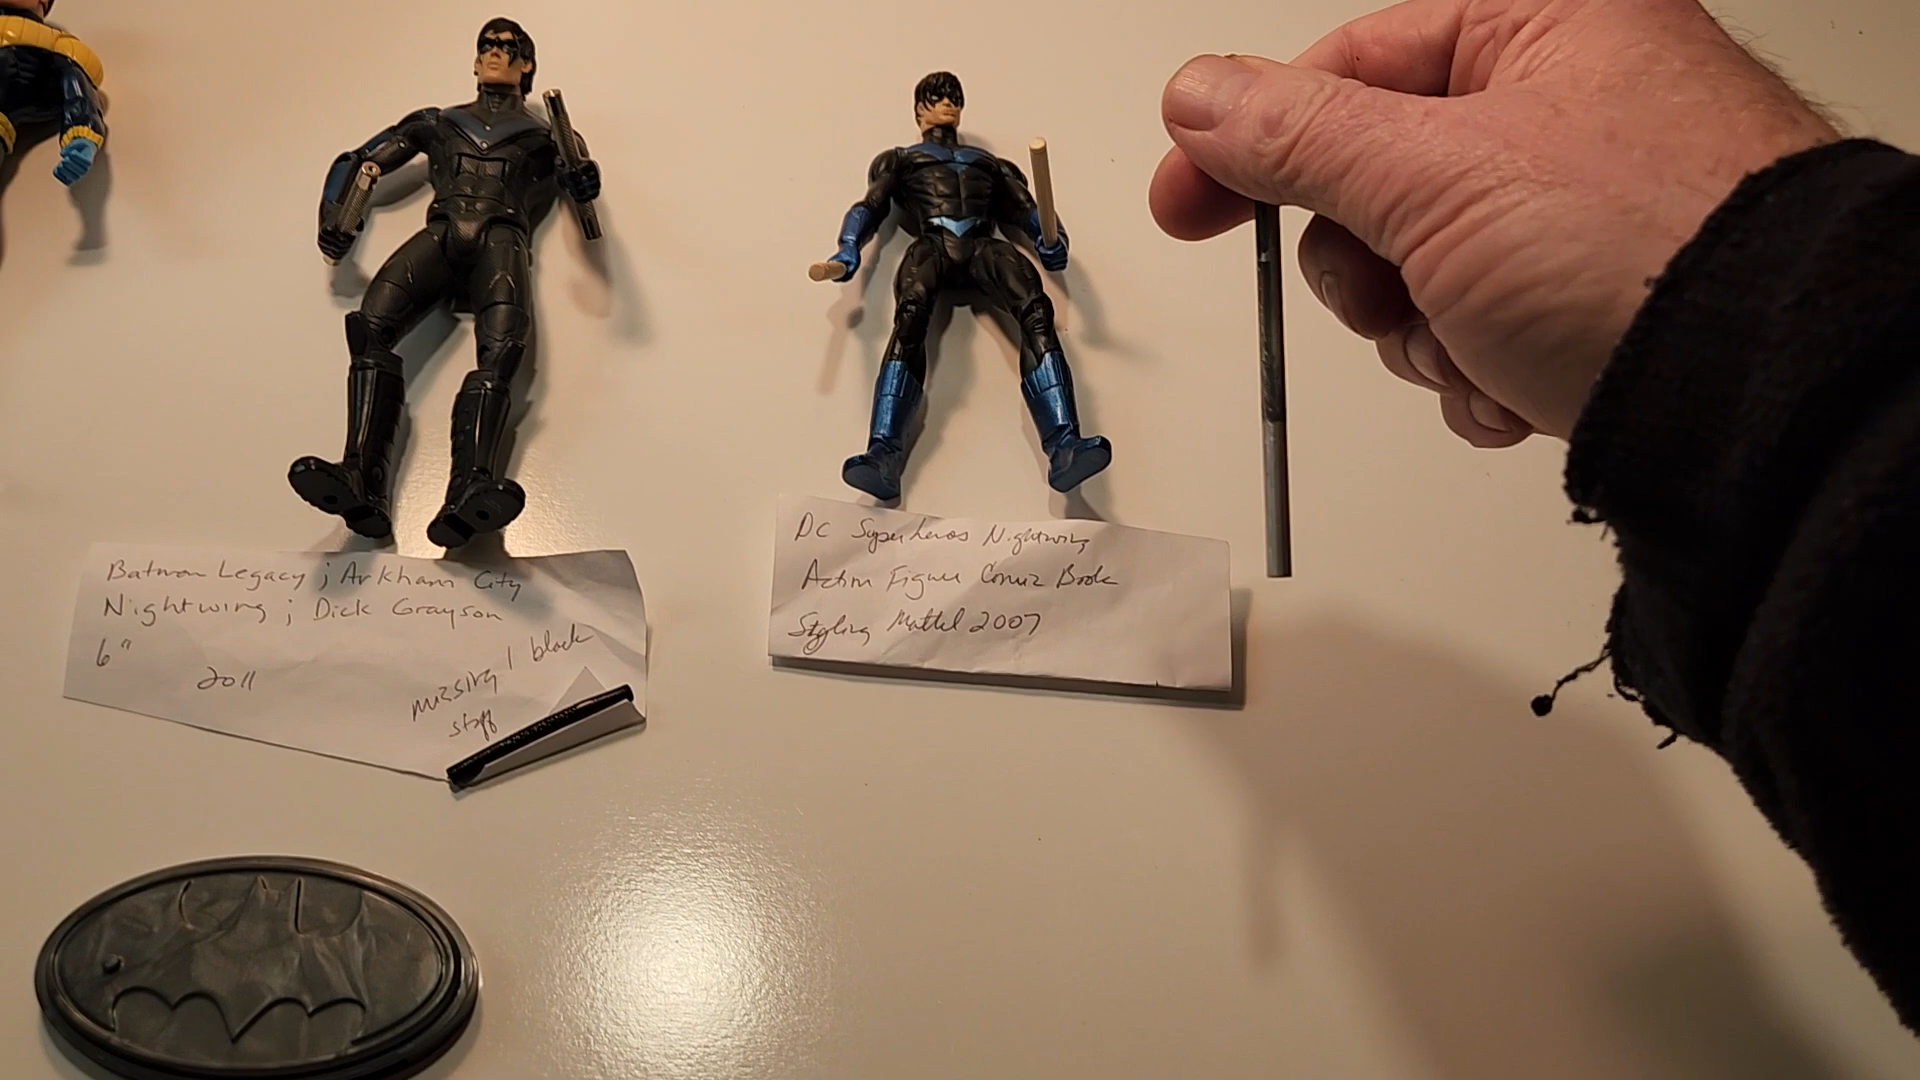 Batman Legacy ; Arkham City
Nightwing ; Dick Grayson
6"
2011
missing 1 black
staff
DC Superheros Nightwing
Action Figure Comic Book
Styling Mattel 2007